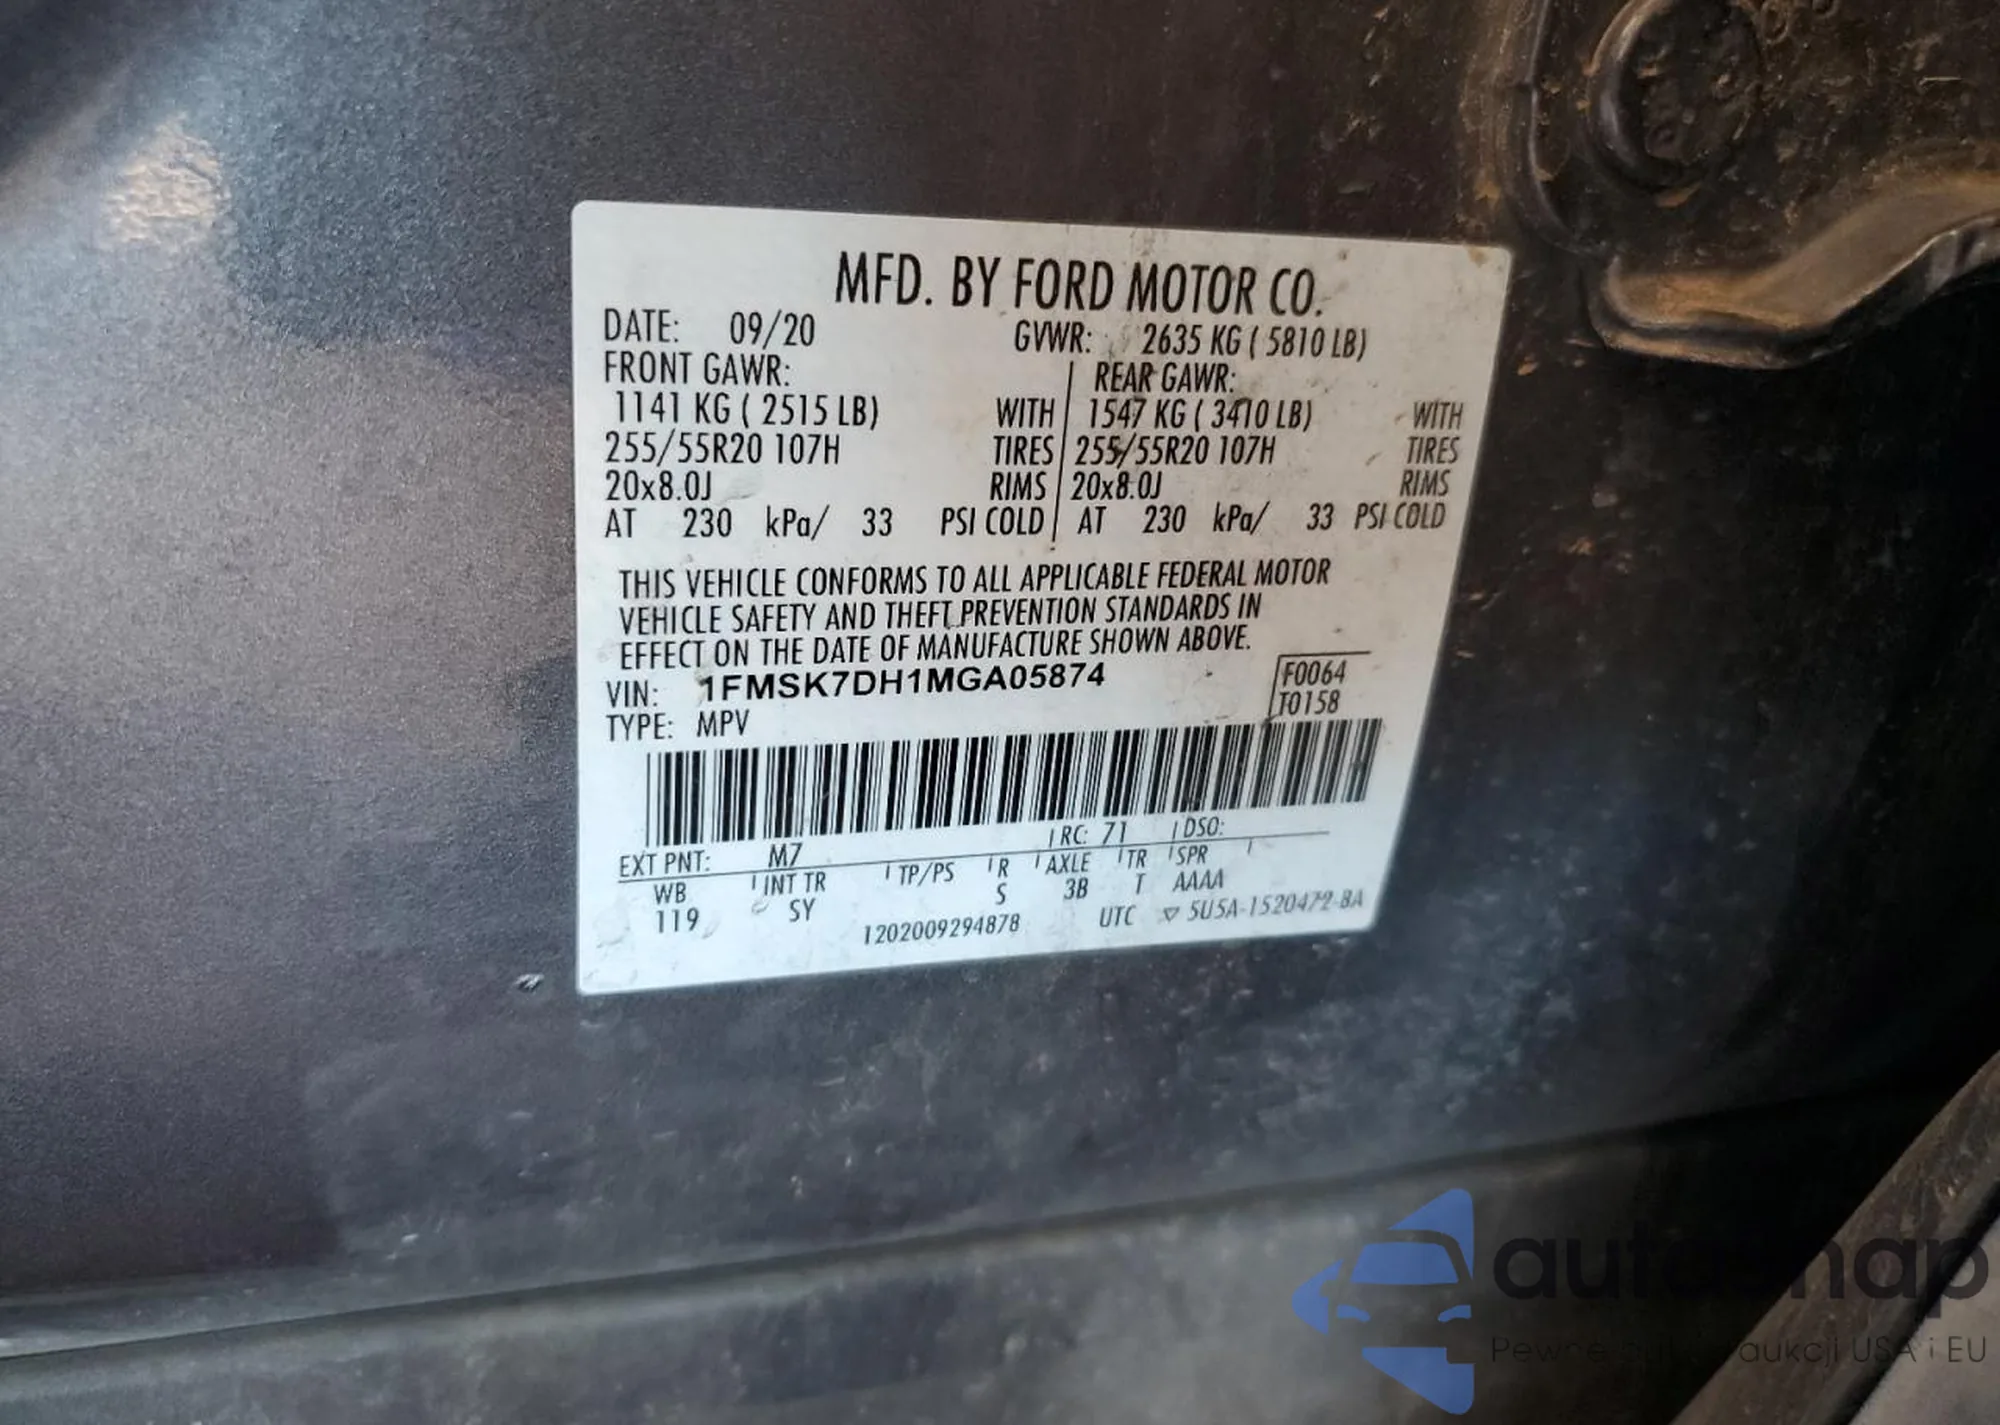 MFD. BY FORD MOTOR CO.
DATE: 09/20 GVWR: 2635 KG ( 5810 LB)
FRONT GAWR: REAR GAWR:
1141 KG ( 2515 LB) WITH 1547 KG ( 3410 LB) WITH
255/55R20 107H TIRES 255/55R20 107H TIRES
20x8.0J RIMS 20x8.0J RIMS
AT 230 kPa/ 33 PSI COLD AT 230 kPa/ 33 PSI COLD
THIS VEHICLE CONFORMS TO ALL APPLICABLE FEDERAL MOTOR
VEHICLE SAFETY AND THEFT PREVENTION STANDARDS IN
EFFECT ON THE DATE OF MANUFACTURE SHOWN ABOVE.
VIN: 1FMSK7DH1MGA05874 F0064
TYPE: MPV T0158
EXT PNT: M7 RC: 71 DSO:
WB INT TR TP/PS R AXLE TR SPR
119 SY S 3B T AAAA
1202009294878 UTC ▽ 5U5A-1520472-BA
autosnap
Pewne aukcji USA i EU